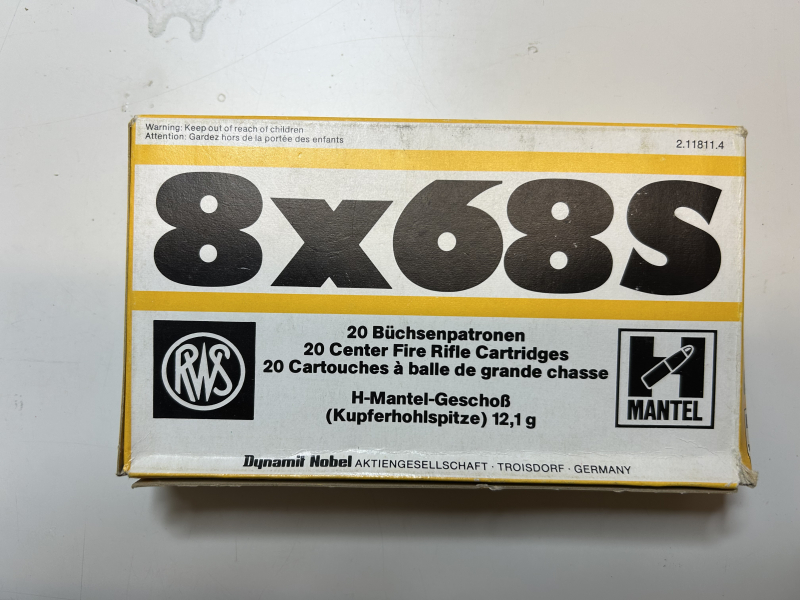 Warning: Keep out of reach of children
Attention: Gardez hors de la portée des enfants
2.11811.4
8x68S
RWS
20 Büchsenpatronen
20 Center Fire Rifle Cartridges
20 Cartouches à balle de grande chasse
H-Mantel-Geschoß
(Kupferhohlspitze) 12,1 g
H
MANTEL
Dynamit Nobel AKTIENGESELLSCHAFT · TROISDORF · GERMANY